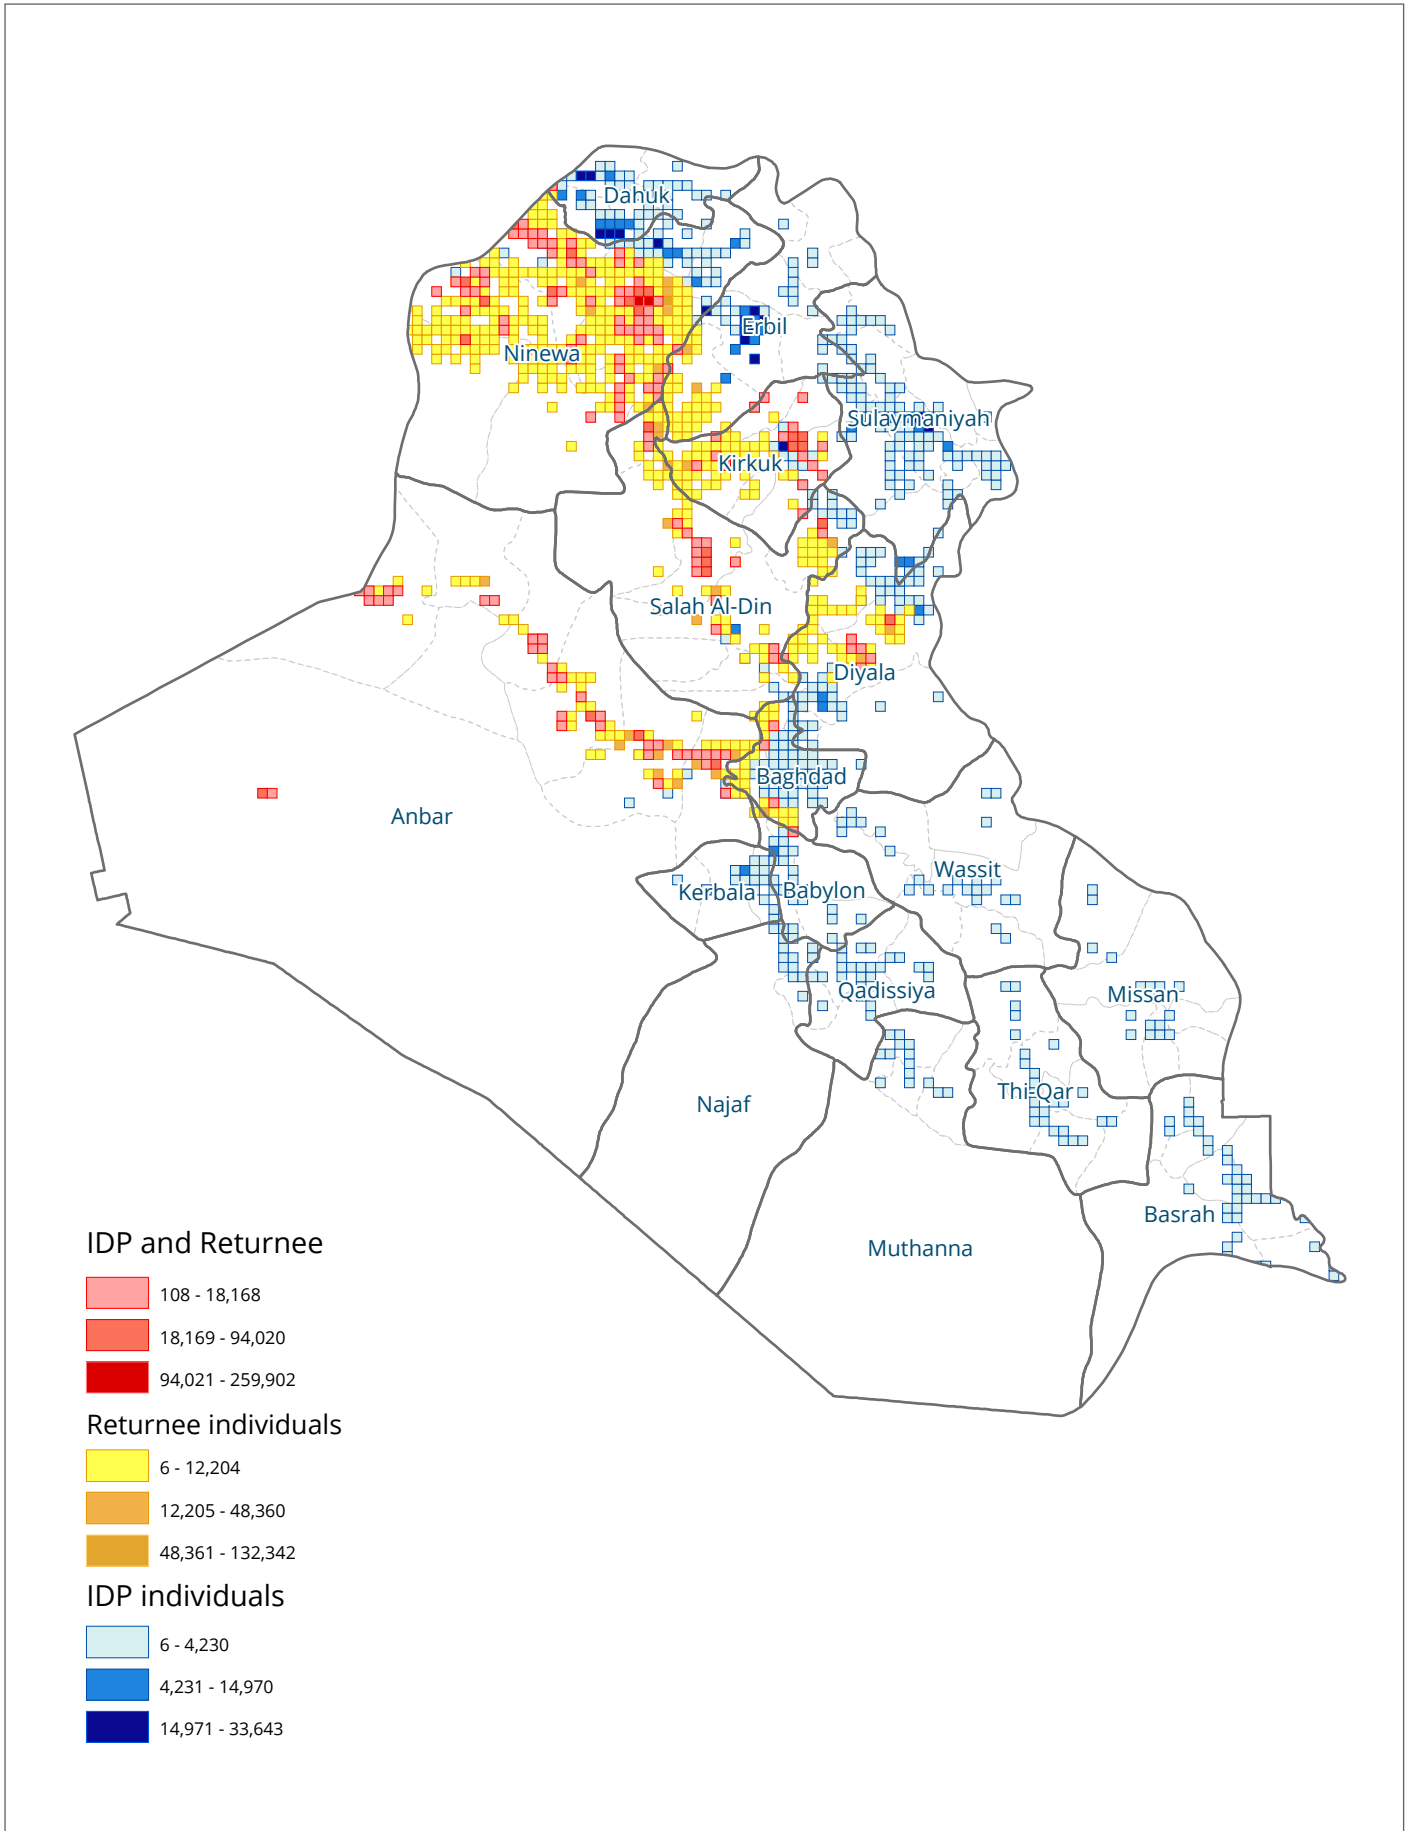 Dahuk
Erbil
Ninewa
Sulaymaniyah
Kirkuk
Salah Al-Din
Diyala
Baghdad
Anbar
Wassit
Kerbala
Babylon
Qadissiya
Missan
Najaf
Thi-Qar
Basrah
Muthanna
IDP and Returnee
108 - 18,168
18,169 - 94,020
94,021 - 259,902
Returnee individuals
6 - 12,204
12,205 - 48,360
48,361 - 132,342
IDP individuals
6 - 4,230
4,231 - 14,970
14,971 - 33,643